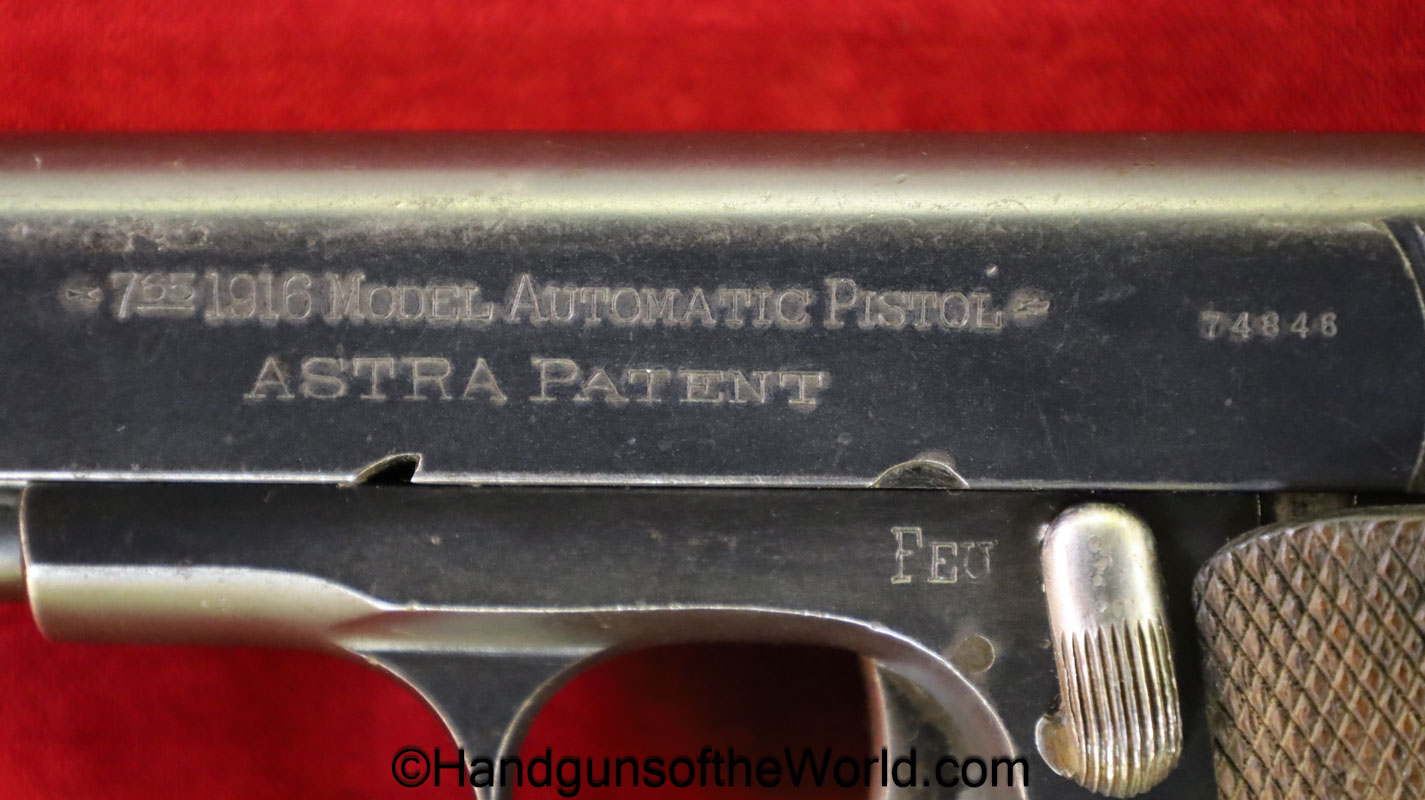 7.65 1916 MODEL AUTOMATIC PISTOL
74846
ASTRA PATENT
FEU
©HandgunsoftheWorld.com